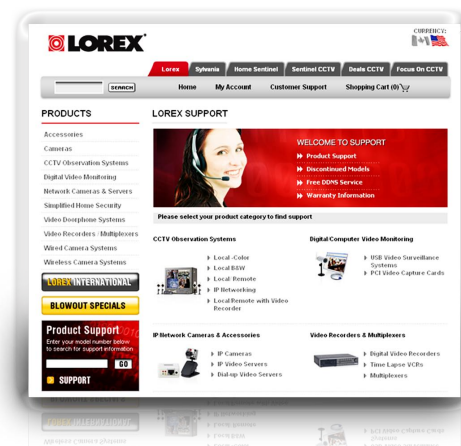 CURRENCY:
LOREX
Lorex
Sylvania
Home Sentinel
Sentinel CCTV
Deals CCTV
Focus On CCTV
SEARCH
Home
My Account
Customer Support
Shopping Cart (0)
PRODUCTS
Accessories
Cameras
CCTV Observation Systems
Digital Video Monitoring
Network Cameras & Servers
Simplified Home Security
Video Doorphone Systems
Video Recorders / Multiplexers
Wired Camera Systems
Wireless Camera Systems
LOREX INTERNATIONAL
BLOWOUT SPECIALS
Product Support
Enter your model number below
to search for support information
GO
SUPPORT
LOREX SUPPORT
WELCOME TO SUPPORT
Product Support
Discontinued Models
Free DDNS Service
Warranty Information
Please select your product category to find support
CCTV Observation Systems
Local -Color
Local B&W
Local Remote
IP Networking
Local Remote with Video
Recorder
Digital/Computer Video Monitoring
USB Video Surveillance
Systems
PCI Video Capture Cards
IP Network Cameras & Accessories
IP Cameras
IP Video Servers
Dial-up Video Servers
Video Recorders & Multiplexers
Digital Video Recorders
Time Lapse VCRs
Multiplexers